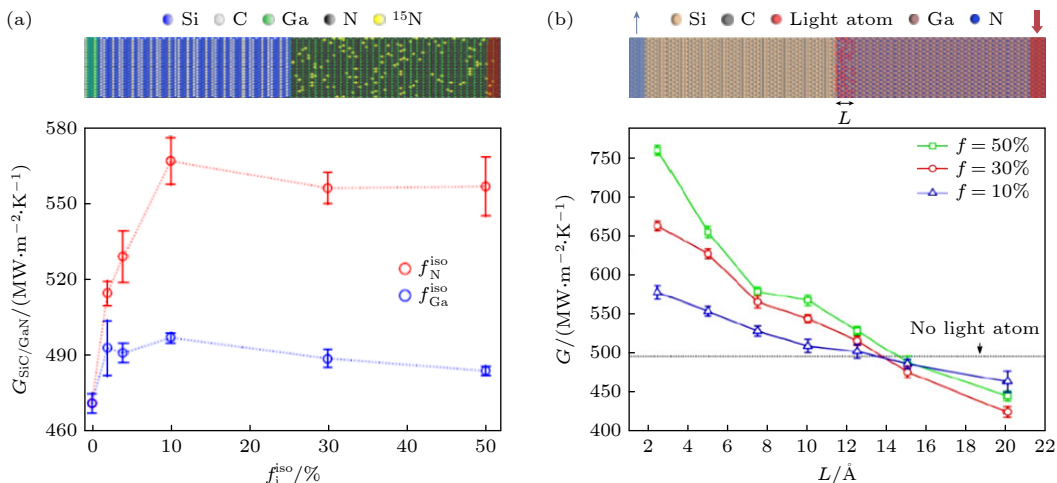 (a)
Si C Ga N ¹⁵N
G_SiC/GaN/(MW·m⁻²·K⁻¹)
580
550
520
490
460
f_N^iso
f_Ga^iso
0 10 20 30 40 50
f_i^iso/%
(b)
Si C Light atom Ga N
L
G/(MW·m⁻²·K⁻¹)
750
700
650
600
550
500
450
400
f = 50%
f = 30%
f = 10%
No light atom
2 4 6 8 10 12 14 16 18 20 22
L/Å